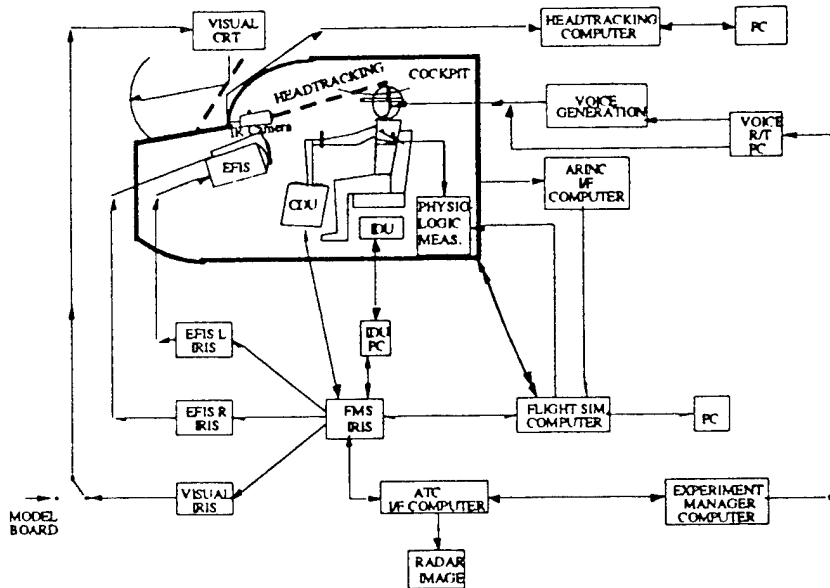 VISUAL
CRT
HEADTRACKING
COMPUTER
PC
HEADTRACKING
COCKPIT
IR Camera
VOICE
GENERATION
VOICE
R/T
PC
EFIS
CDU
IDU
PHYSIO-
LOGIC
MEAS.
ARINC
I/F
COMPUTER
EFIS L
IRIS
IDU
PC
EFIS R
IRIS
FMS
IRIS
FLIGHT SIM
COMPUTER
PC
MODEL
BOARD
VISUAL
IRIS
ATC
I/F COMPUTER
EXPERIMENT
MANAGER
COMPUTER
RADAR
IMAGE